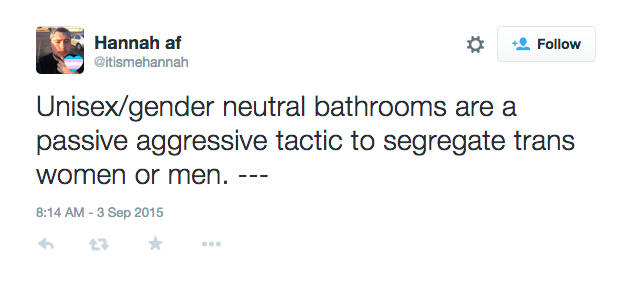 Hannah af
@itismehannah
Follow
Unisex/gender neutral bathrooms are a
passive aggressive tactic to segregate trans
women or men. ---
8:14 AM - 3 Sep 2015